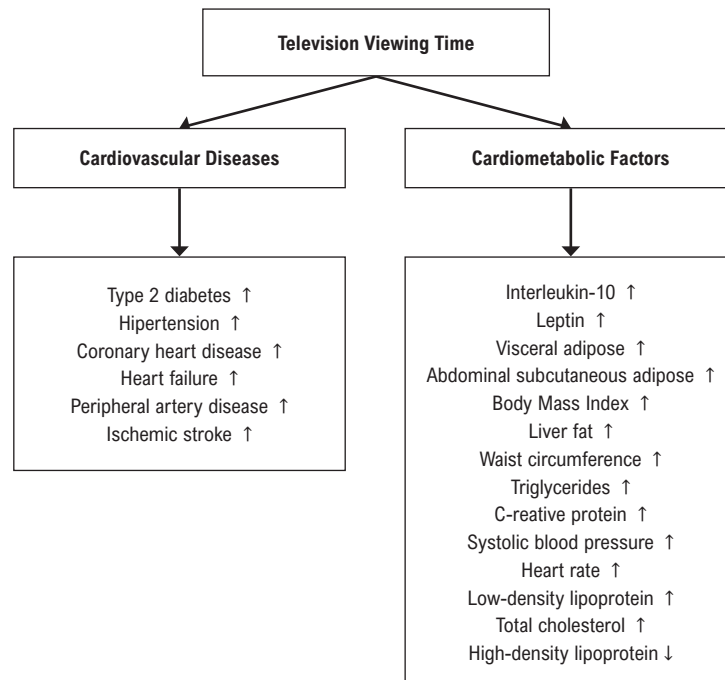 Television Viewing Time
Cardiovascular Diseases
Type 2 diabetes ↑
Hipertension ↑
Coronary heart disease ↑
Heart failure ↑
Peripheral artery disease ↑
Ischemic stroke ↑
Cardiometabolic Factors
Interleukin-10 ↑
Leptin ↑
Visceral adipose ↑
Abdominal subcutaneous adipose ↑
Body Mass Index ↑
Liver fat ↑
Waist circumference ↑
Triglycerides ↑
C-reative protein ↑
Systolic blood pressure ↑
Heart rate ↑
Low-density lipoprotein ↑
Total cholesterol ↑
High-density lipoprotein ↓